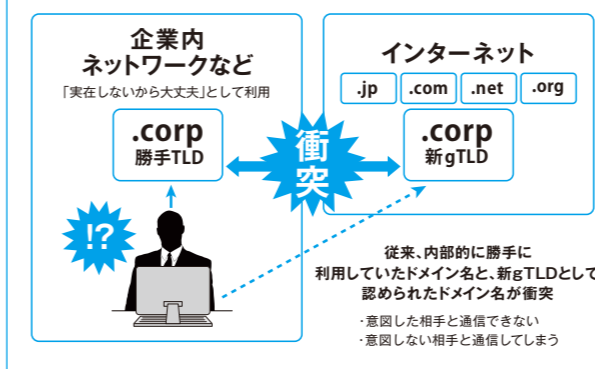 企業内
ネットワークなど
「実在しないから大丈夫」として利用
.corp
勝手TLD
!?
衝突
インターネット
.jp .com .net .org
.corp
新gTLD
従来、内部的に勝手に
利用していたドメイン名と、新gTLDとして
認められたドメイン名が衝突
・意図した相手と通信できない
・意図しない相手と通信してしまう